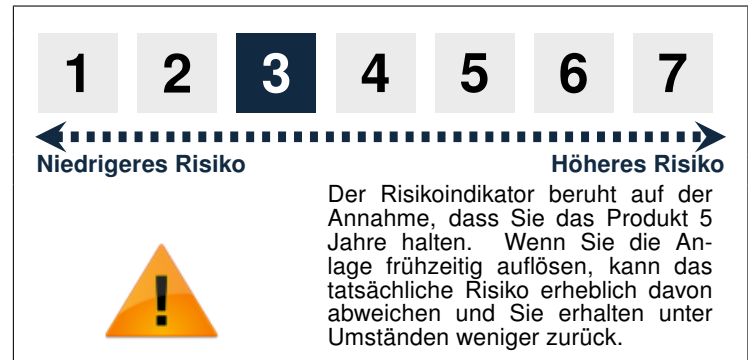 1 2 3 4 5 6 7
Niedrigeres Risiko Höheres Risiko
Der Risikoindikator beruht auf der
Annahme, dass Sie das Produkt 5
Jahre halten. Wenn Sie die An-
lage frühzeitig auflösen, kann das
tatsächliche Risiko erheblich davon
abweichen und Sie erhalten unter
Umständen weniger zurück.